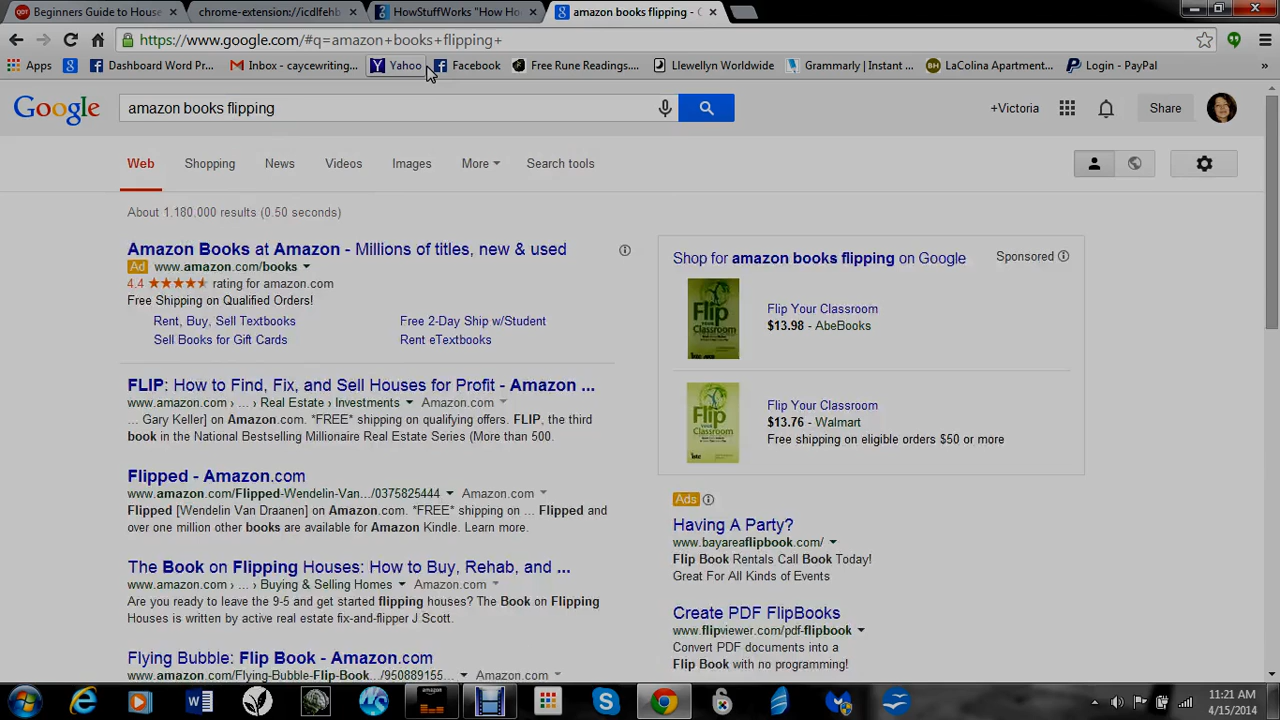 Beginners Guide to House
chrome-extension://icdlfehb
HowStuffWorks "How Ho
amazon books flipping - G
https://www.google.com/#q=amazon+books+flipping+
Apps
Dashboard Word Pr...
Inbox - caycewriting...
Yahoo
Facebook
Free Rune Readings....
Llewellyn Worldwide
Grammarly | Instant ...
LaColina Apartment...
Login - PayPal
»
Google
amazon books flipping
+Victoria
Share
Web
Shopping
News
Videos
Images
More
Search tools
About 1,180,000 results (0.50 seconds)
Amazon Books at Amazon - Millions of titles, new & used
Ad www.amazon.com/books
4.4 rating for amazon.com
Free Shipping on Qualified Orders!
Rent, Buy, Sell Textbooks
Free 2-Day Ship w/Student
Sell Books for Gift Cards
Rent eTextbooks
FLIP: How to Find, Fix, and Sell Houses for Profit - Amazon ...
www.amazon.com › ... › Real Estate › Investments Amazon.com
... Gary Keller] on Amazon.com. *FREE* shipping on qualifying offers. FLIP, the third
book in the National Bestselling Millionaire Real Estate Series (More than 500.
Flipped - Amazon.com
www.amazon.com/Flipped-Wendelin-Van.../0375825444 Amazon.com
Flipped [Wendelin Van Draanen] on Amazon.com. *FREE* shipping on ... Flipped and
over one million other books are available for Amazon Kindle. Learn more.
The Book on Flipping Houses: How to Buy, Rehab, and ...
www.amazon.com › ... › Buying & Selling Homes Amazon.com
Are you ready to leave the 9-5 and get started flipping houses? The Book on Flipping
Houses is written by active real estate fix-and-flipper J Scott.
Flying Bubble: Flip Book - Amazon.com
www.amazon.com/Flying-Bubble-Flip-Book.../950889155... Amazon.com
Shop for amazon books flipping on Google
Sponsored
Flip Your Classroom
Flip Your Classroom
$13.98 - AbeBooks
Flip Your Classroom
Flip Your Classroom
$13.76 - Walmart
Free shipping on eligible orders $50 or more
Ads
Having A Party?
www.bayareaflipbook.com/
Flip Book Rentals Call Book Today!
Great For All Kinds of Events
Create PDF FlipBooks
www.flipviewer.com/pdf-flipbook
Convert PDF documents into a
Flip Book with no programming!
amazon
11:21 AM
4/15/2014